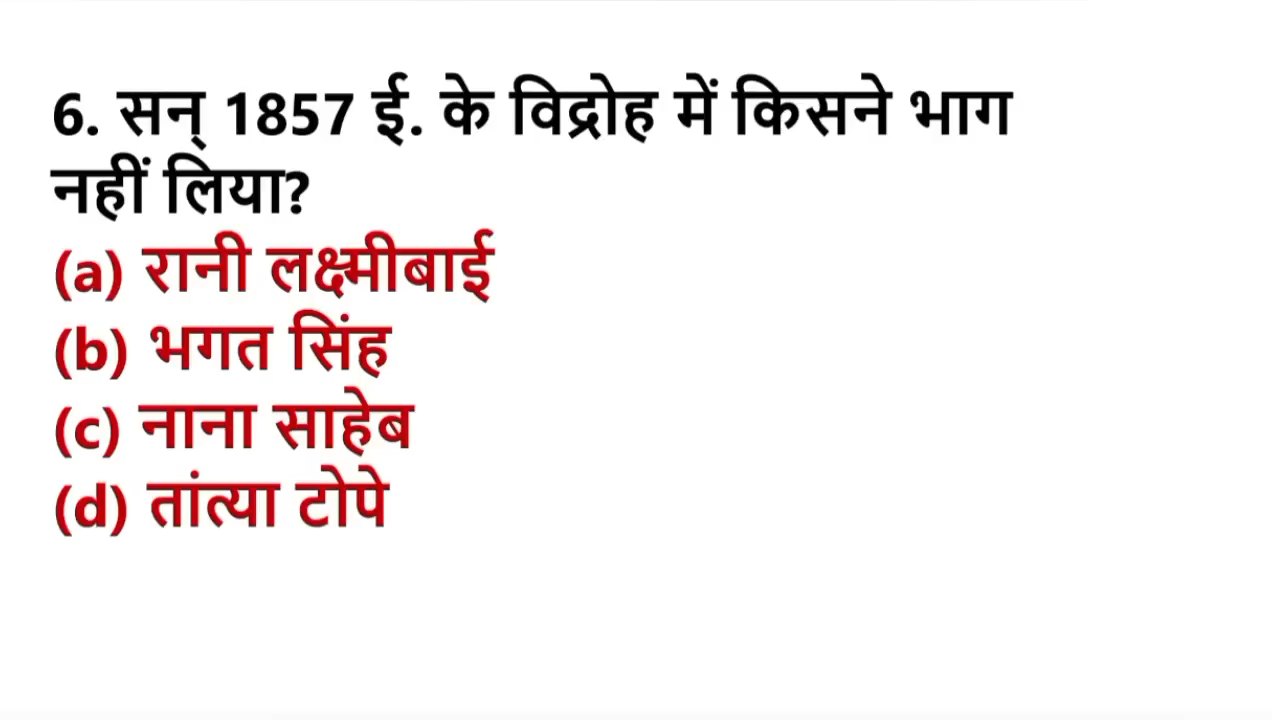 6. सन् 1857 ई. के विद्रोह में किसने भाग
नहीं लिया?
(a) रानी लक्ष्मीबाई
(b) भगत सिंह
(c) नाना साहेब
(d) तांत्या टोपे